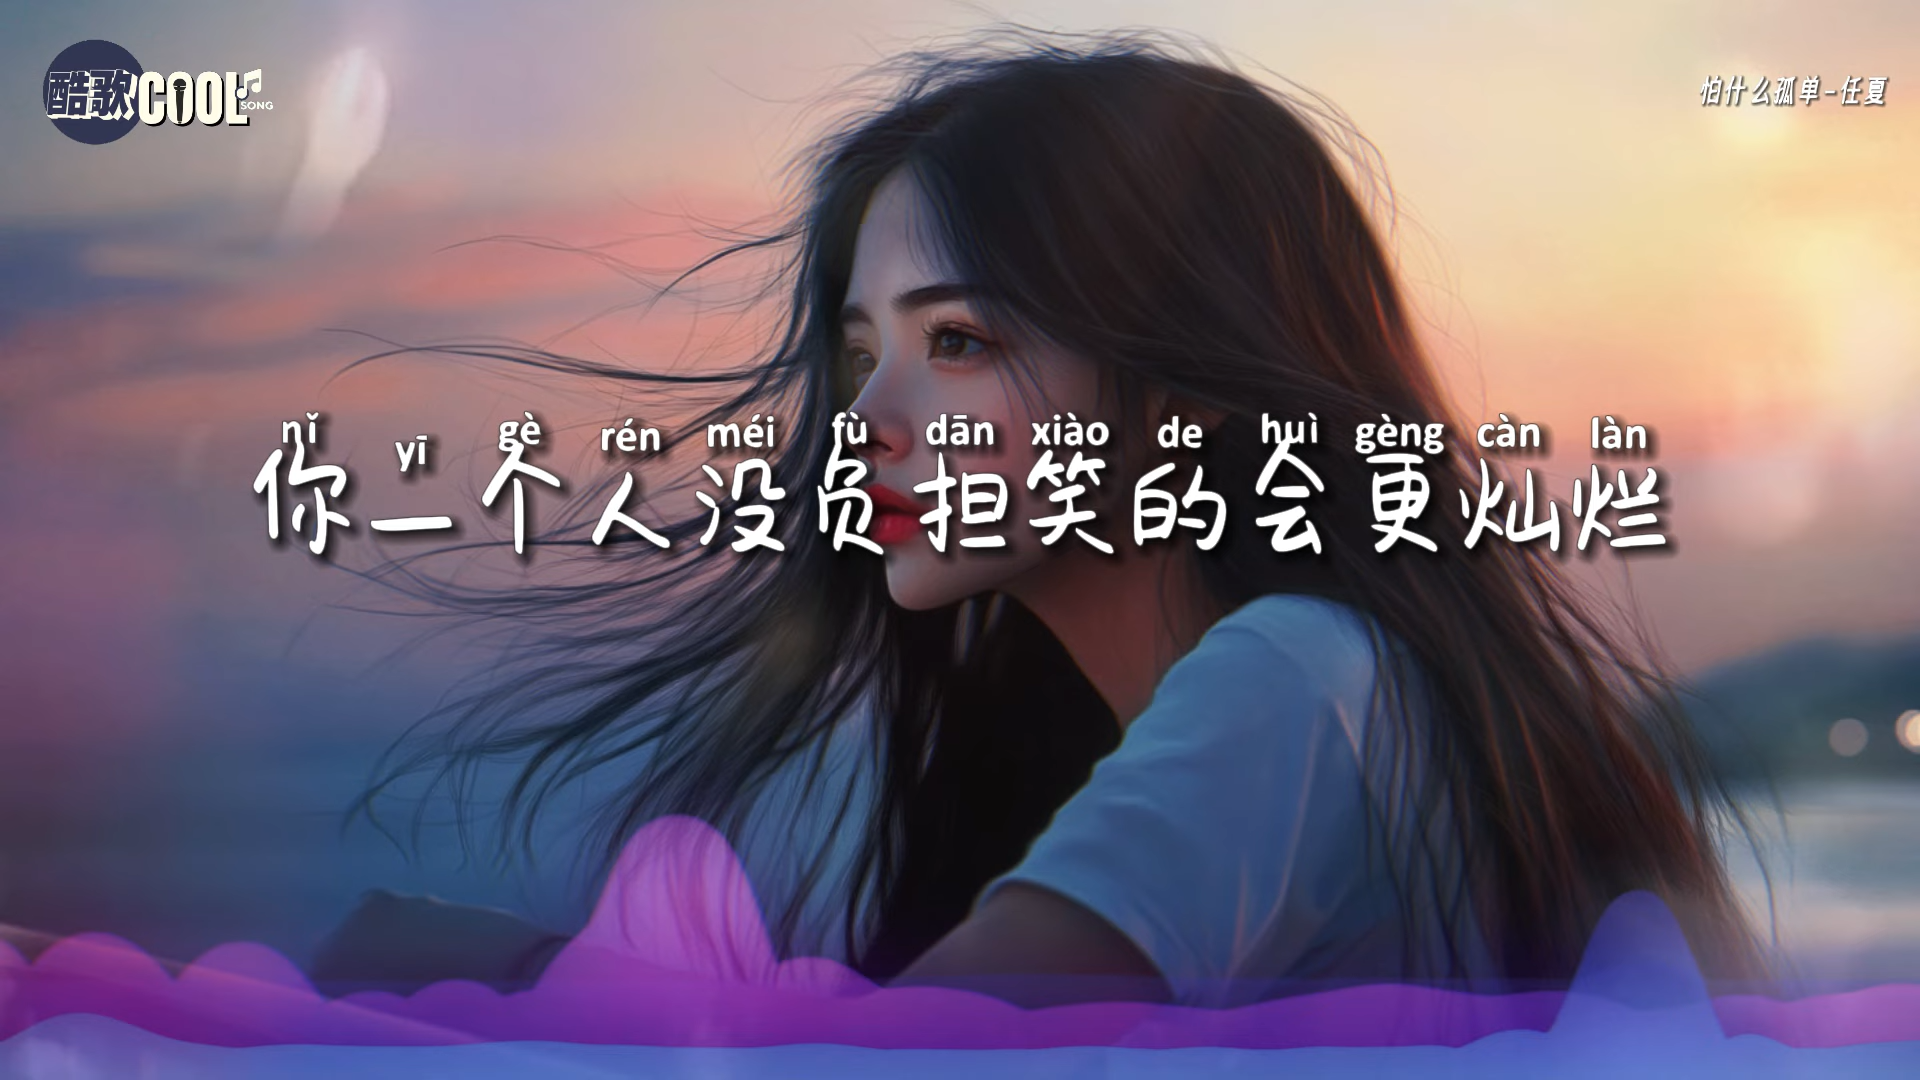 酷歌COOL
SONG
怕什么孤单-任夏
nǐ yī gè rén méi fù dān xiào de huì gèng càn làn
你一个人没负担笑的会更灿烂